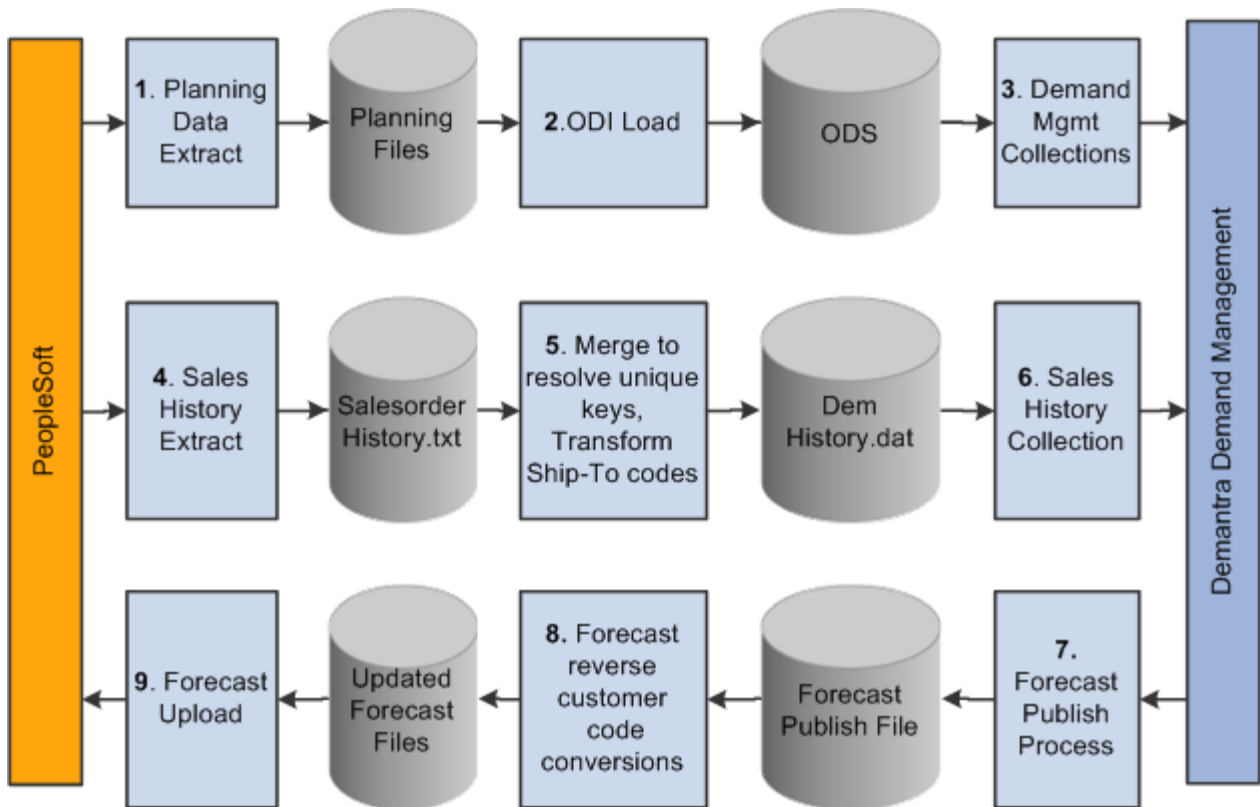 PeopleSoft
1. Planning
Data
Extract
Planning
Files
2.ODI Load
ODS
3. Demand
Mgmt
Collections
4. Sales
History
Extract
Salesorder
History.txt
5. Merge to
resolve unique
keys,
Transform
Ship-To codes
Dem
History.dat
6. Sales
History
Collection
9. Forecast
Upload
Updated
Forecast
Files
8. Forecast
reverse
customer
code
conversions
Forecast
Publish File
7.
Forecast
Publish
Process
Demantra Demand Management